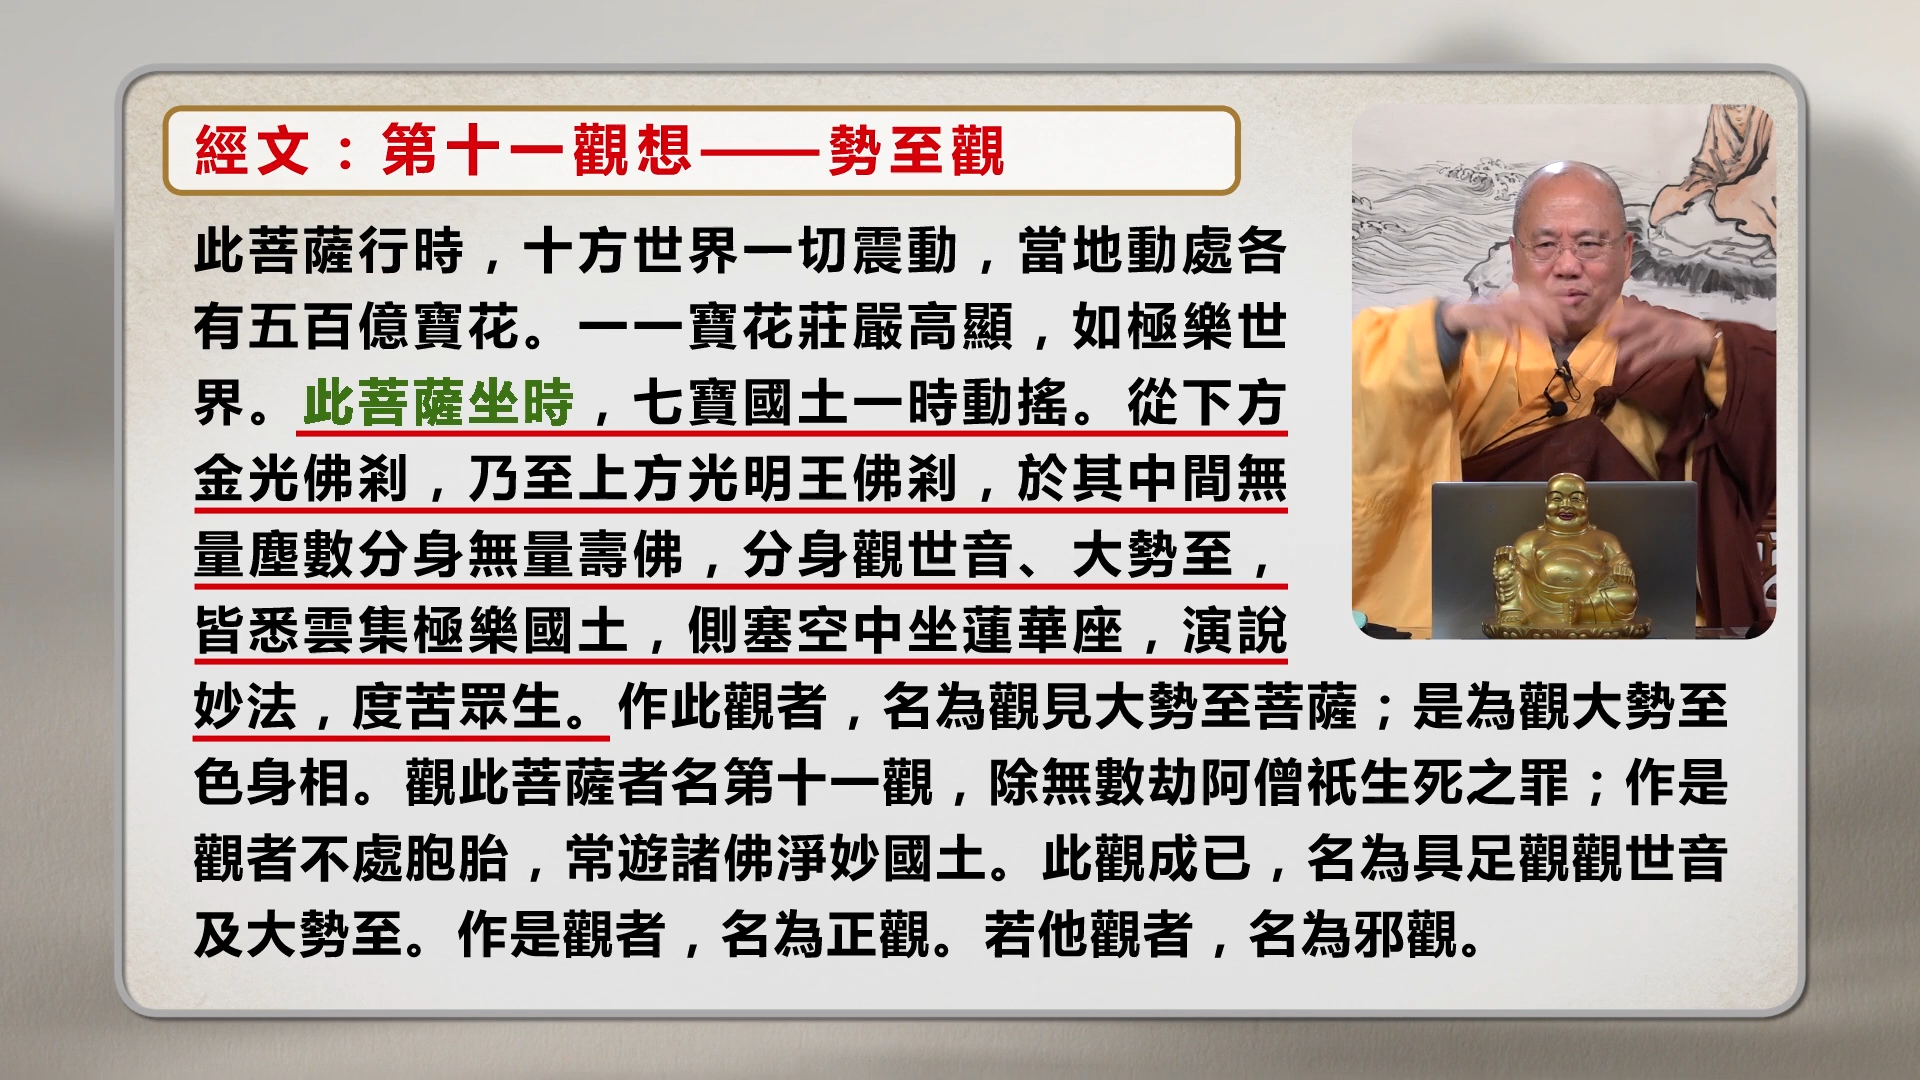 經文：第十一觀想——勢至觀
此菩薩行時，十方世界一切震動，當地動處各
有五百億寶花。一一寶花莊嚴高顯，如極樂世
界。此菩薩坐時，七寶國土一時動搖。從下方
金光佛剎，乃至上方光明王佛剎，於其中間無
量塵數分身無量壽佛，分身觀世音、大勢至，
皆悉雲集極樂國土，側塞空中坐蓮華座，演說
妙法，度苦眾生。作此觀者，名為觀見大勢至菩薩；是為觀大勢至
色身相。觀此菩薩者名第十一觀，除無數劫阿僧祇生死之罪；作是
觀者不處胞胎，常遊諸佛淨妙國土。此觀成已，名為具足觀觀世音
及大勢至。作是觀者，名為正觀。若他觀者，名為邪觀。